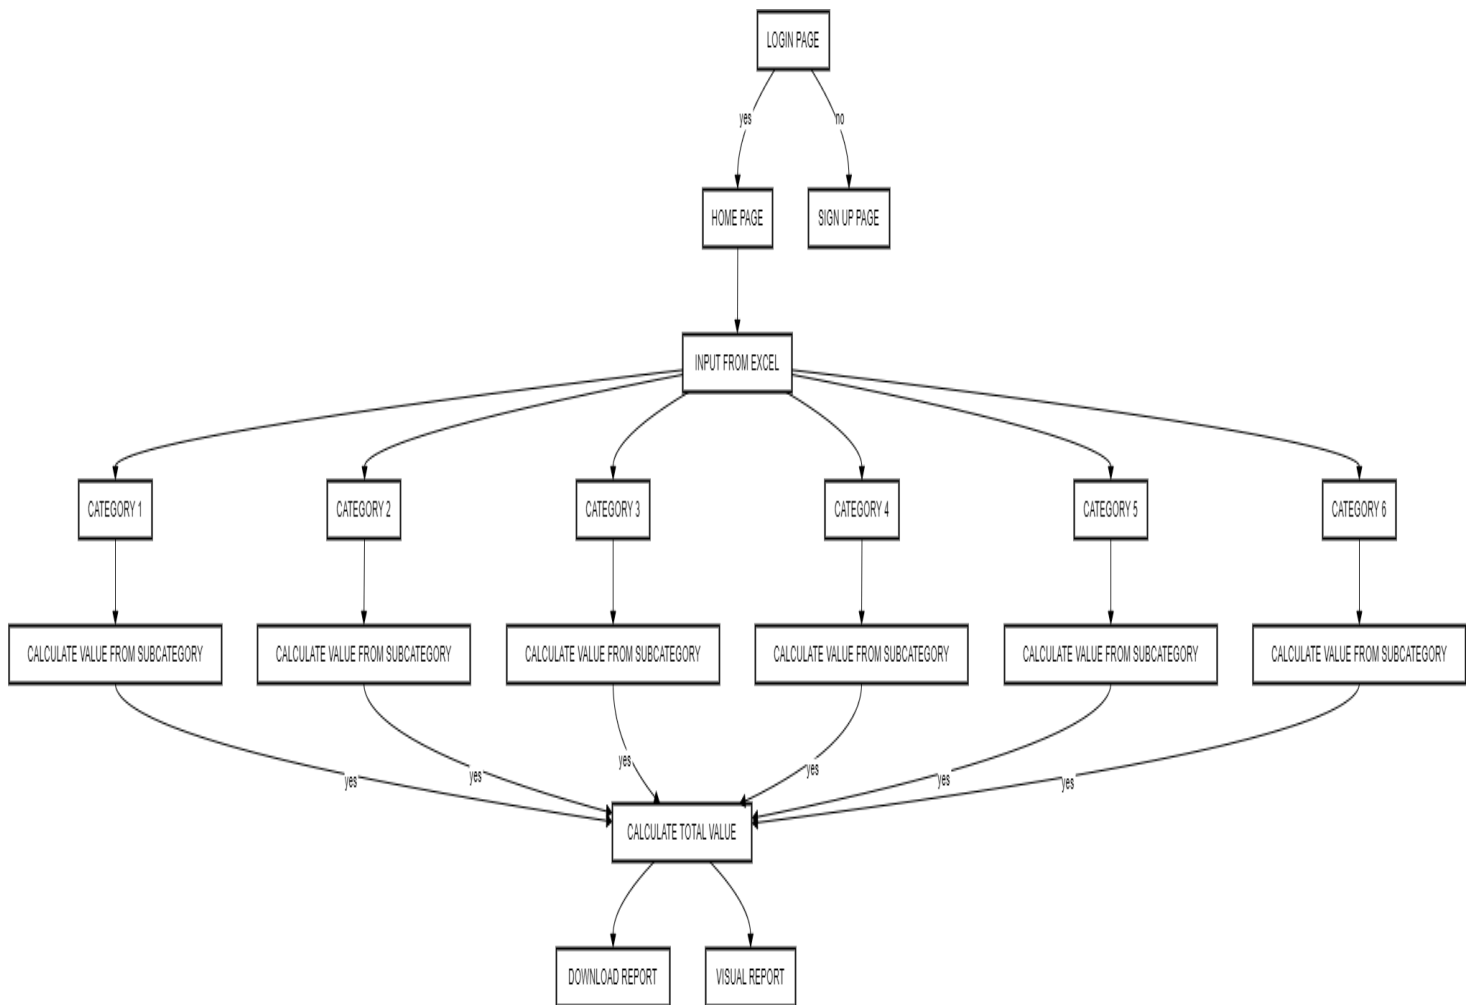 LOGIN PAGE
yes
no
HOME PAGE
SIGN UP PAGE
INPUT FROM EXCEL
CATEGORY 1
CATEGORY 2
CATEGORY 3
CATEGORY 4
CATEGORY 5
CATEGORY 6
CALCULATE VALUE FROM SUBCATEGORY
CALCULATE VALUE FROM SUBCATEGORY
CALCULATE VALUE FROM SUBCATEGORY
CALCULATE VALUE FROM SUBCATEGORY
CALCULATE VALUE FROM SUBCATEGORY
CALCULATE VALUE FROM SUBCATEGORY
yes
yes
yes
yes
yes
yes
CALCULATE TOTAL VALUE
DOWNLOAD REPORT
VISUAL REPORT